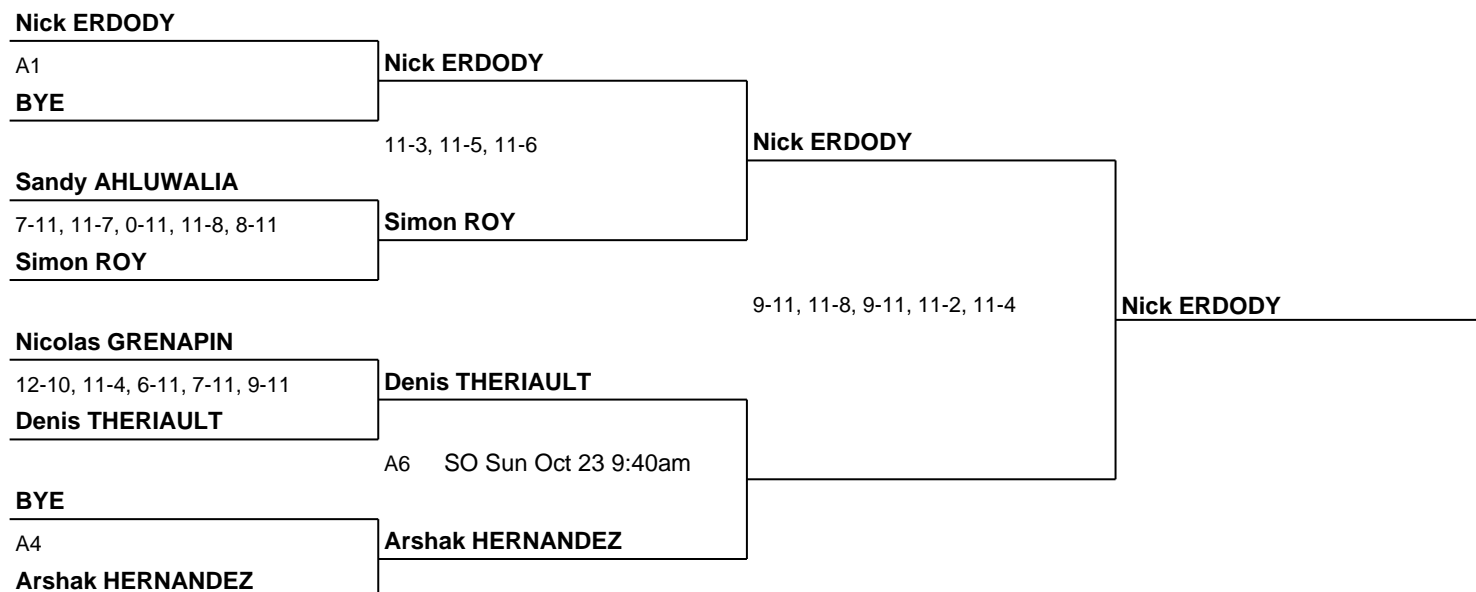 Nick ERDODY
A1
BYE
Nick ERDODY
11-3, 11-5, 11-6
Nick ERDODY
Sandy AHLUWALIA
7-11, 11-7, 0-11, 11-8, 8-11
Simon ROY
Simon ROY
9-11, 11-8, 9-11, 11-2, 11-4
Nick ERDODY
Nicolas GRENAPIN
12-10, 11-4, 6-11, 7-11, 9-11
Denis THERIAULT
Denis THERIAULT
A6 SO Sun Oct 23 9:40am
BYE
A4
Arshak HERNANDEZ
Arshak HERNANDEZ